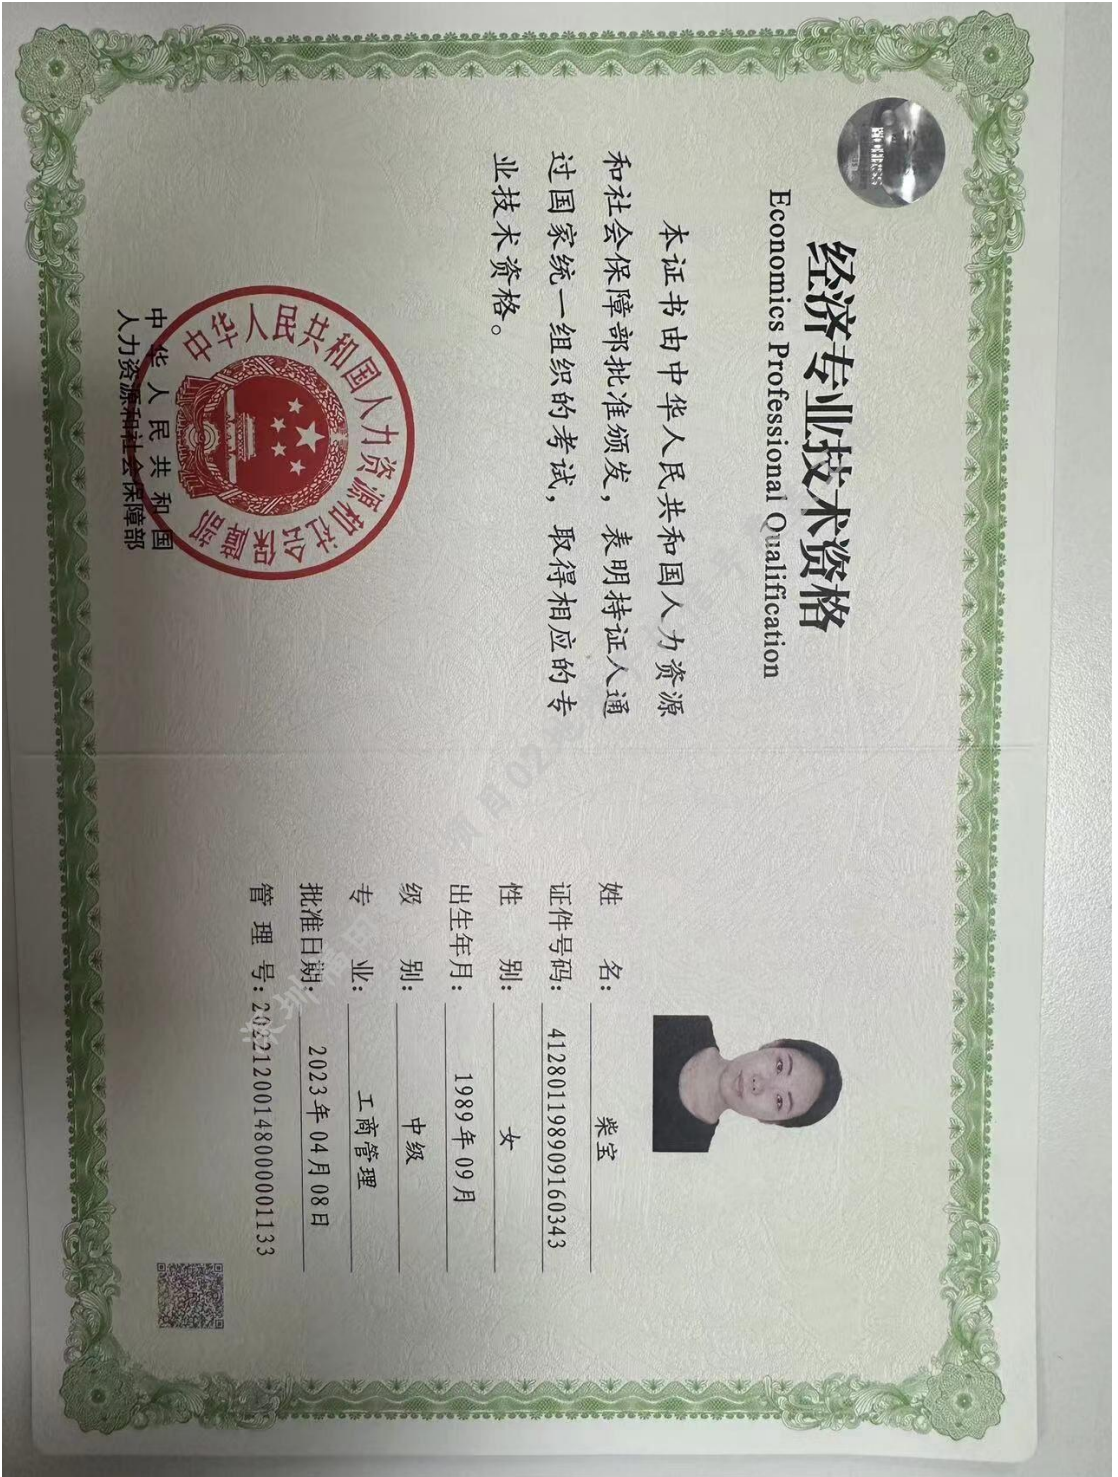 经济专业技术资格
Economics Professional Qualification
本证书由中华人民共和国人力资源
和社会保障部批准颁发，表明持证人通
过国家统一组织的考试，取得相应的专
业技术资格。
中华人民共和国人力资源和社会保障部
中华人民共和国
人力资源和社会保障部
姓名：柴宝
证件号码：412801198909160343
性别：女
出生年月：1989年09月
级别：中级
专业：工商管理
批准日期：2023年04月08日
管理号：20221200148000001133